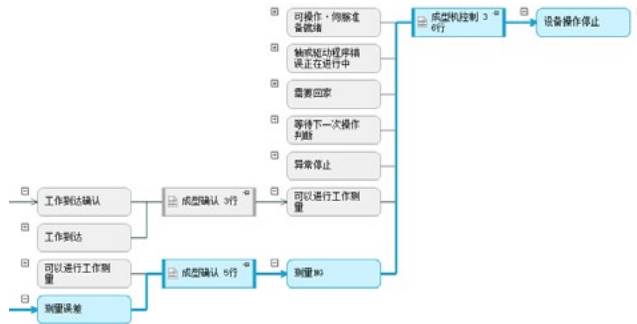 可操作・伺服准
备就绪
成型机控制 3
6行
设备操作停止
轴或驱动程序错
误正在进行中
需要回家
等待下一次操作
判断
异常停止
工作到达确认
成型确认 3行
可以进行工作测
量
工作到达
可以进行工作测
量
成型确认 5行
测量NG
测量误差